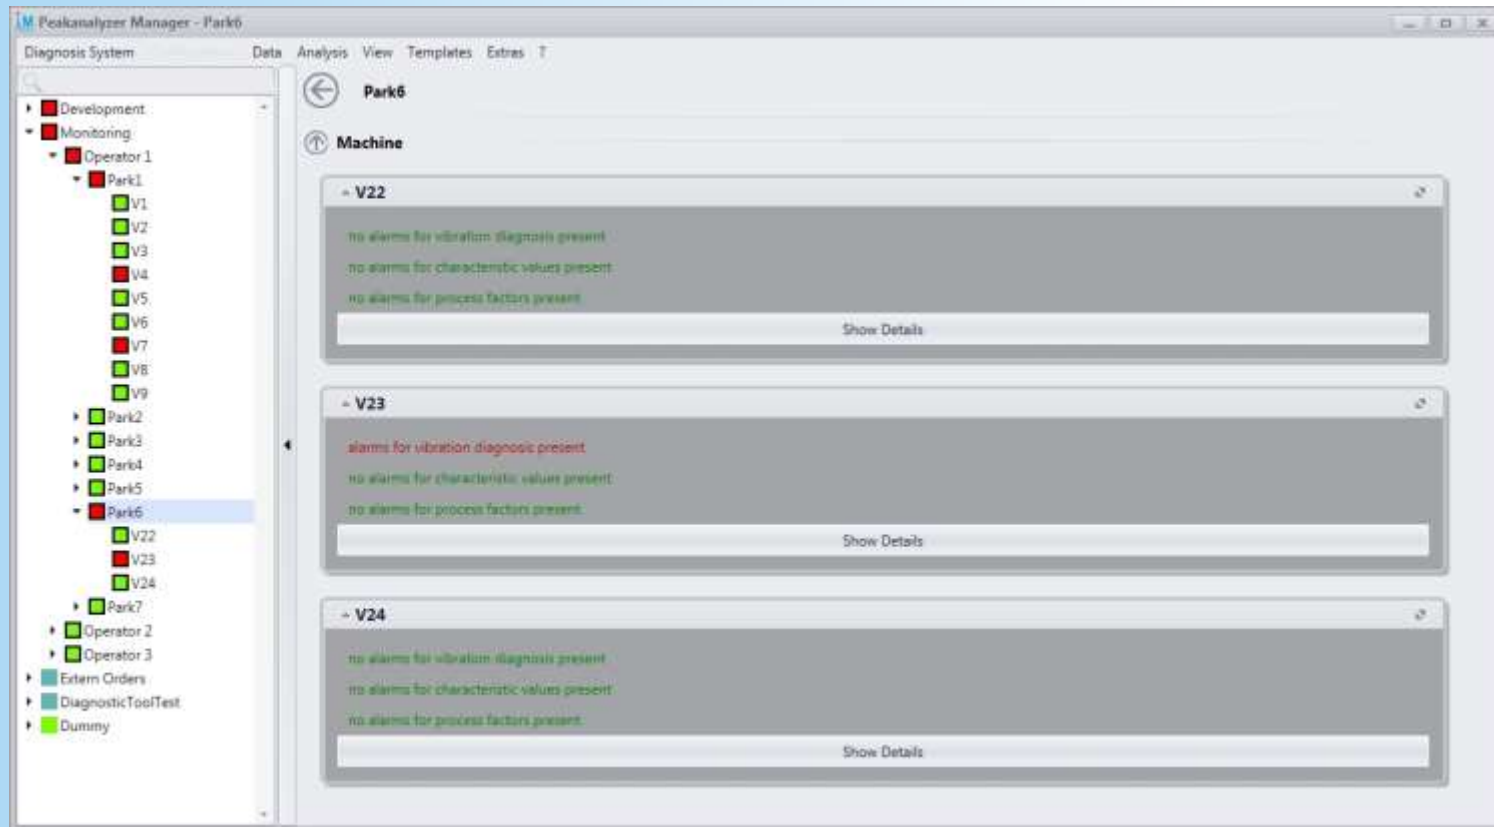 Peakanalyzer Manager - Park6
Diagnosis System Data Analysis View Templates Extras ?
Park6
Machine
Development
Monitoring
Operator 1
Park1
V1
V2
V3
V4
V5
V6
V7
V8
V9
Park2
Park3
Park4
Park5
Park6
V22
V23
V24
Park7
Operator 2
Operator 3
Extern Orders
DiagnosticToolTest
Dummy
V22
no alarms for vibration diagnosis present
no alarms for characteristic values present
no alarms for process factors present
Show Details
V23
alarms for vibration diagnosis present
no alarms for characteristic values present
no alarms for process factors present
Show Details
V24
no alarms for vibration diagnosis present
no alarms for characteristic values present
no alarms for process factors present
Show Details